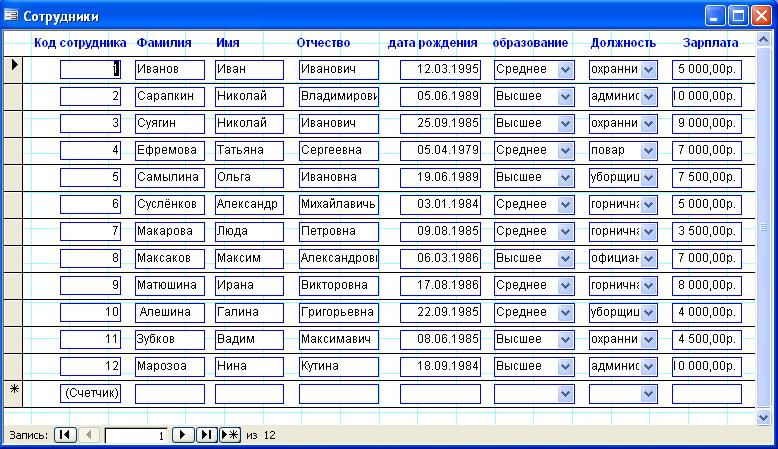 Сотрудники
Код сотрудника Фамилия Имя Отчество дата рождения образование Должность Зарплата
1 Иванов Иван Иванович 12.03.1995 Среднее охранни 5 000,00р.
2 Сарапкин Николай Владимирови 05.06.1989 Высшее админис 10 000,00р.
3 Суягин Николай Иванович 25.09.1985 Высшее охранни 9 000,00р.
4 Ефремова Татьяна Сергеевна 05.04.1979 Среднее повар 7 000,00р.
5 Самылина Ольга Ивановна 19.06.1989 Высшее уборщиц 7 500,00р.
6 Суслёнков Александр Михайлавичь 03.01.1984 Среднее горнична 5 000,00р.
7 Макарова Люда Петровна 09.08.1985 Среднее горнична 3 500,00р.
8 Максаков Максим Александрови 06.03.1986 Высшее официан 7 000,00р.
9 Матюшина Ирана Викторовна 17.08.1986 Среднее горнична 8 000,00р.
10 Алешина Галина Григорьевна 22.09.1985 Среднее уборщиц 4 000,00р.
11 Зубков Вадим Максимавич 08.06.1985 Высшее охранни 4 500,00р.
12 Марозоа Нина Кутина 18.09.1984 Высшее админис 10 000,00р.
(Счетчик)
Запись: 1 из 12